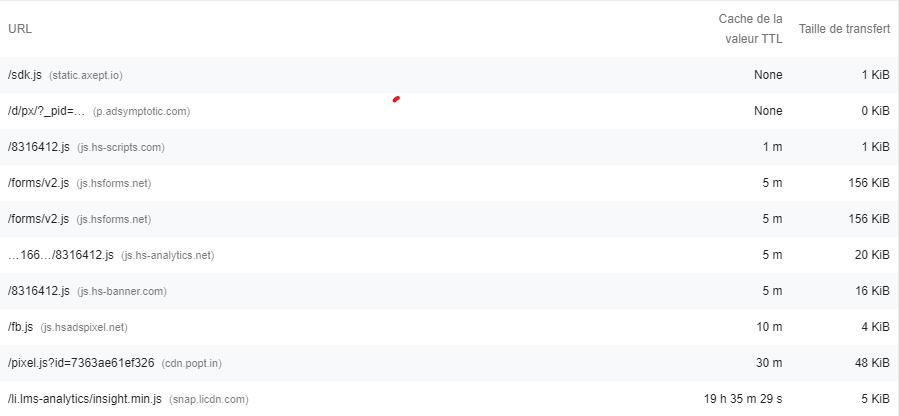 URL Cache de la valeur TTL Taille de transfert
/sdk.js (static.axept.io) None 1 KiB
/d/px/?_pid=… (p.adsymptotic.com) None 0 KiB
/8316412.js (js.hs-scripts.com) 1 m 1 KiB
/forms/v2.js (js.hsforms.net) 5 m 156 KiB
/forms/v2.js (js.hsforms.net) 5 m 156 KiB
…166…/8316412.js (js.hs-analytics.net) 5 m 20 KiB
/8316412.js (js.hs-banner.com) 5 m 16 KiB
/fb.js (js.hsadspixel.net) 10 m 4 KiB
/pixel.js?id=7363ae61ef326 (cdn.popt.in) 30 m 48 KiB
/li.lms-analytics/insight.min.js (snap.licdn.com) 19 h 35 m 29 s 5 KiB